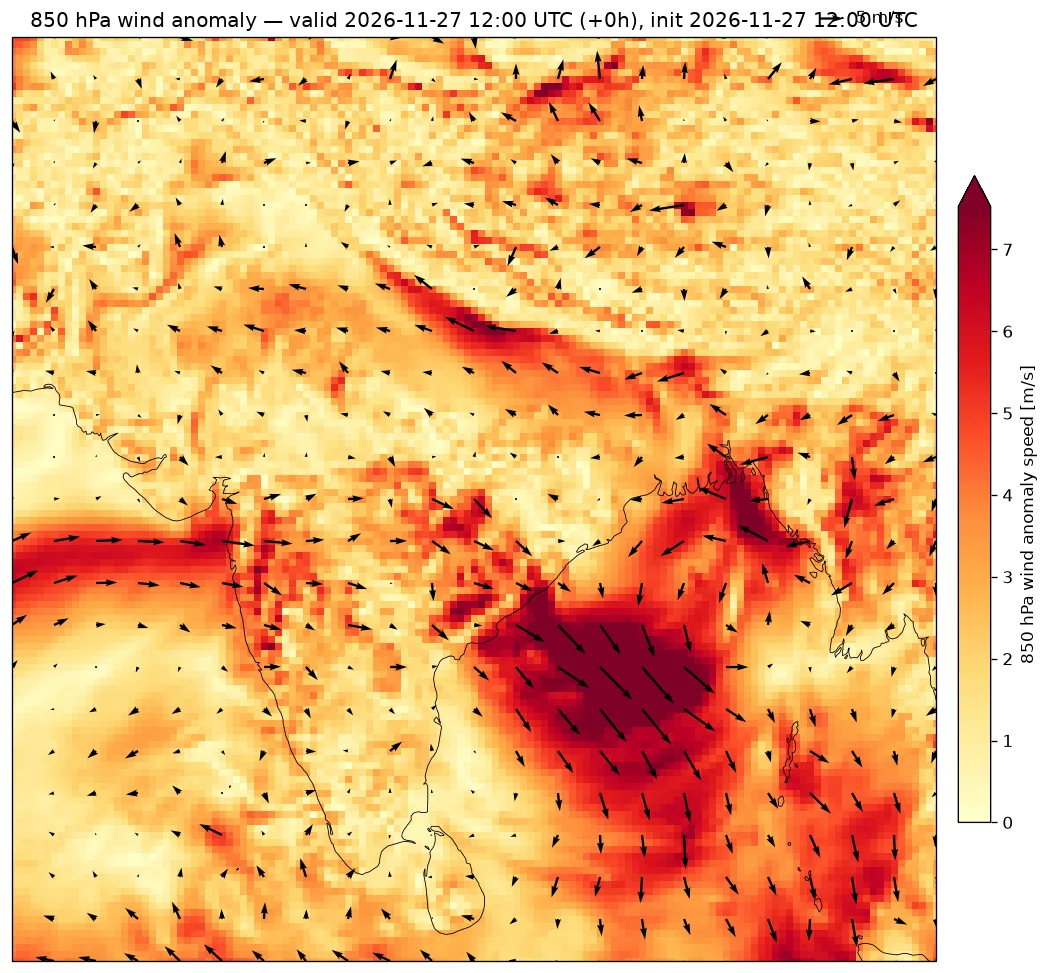 850 hPa wind anomaly — valid 2026-11-27 12:00 UTC (+0h), init 2026-11-27 12:00 UTC
5 m/s
7
6
5
4
3
2
1
0
850 hPa wind anomaly speed [m/s]